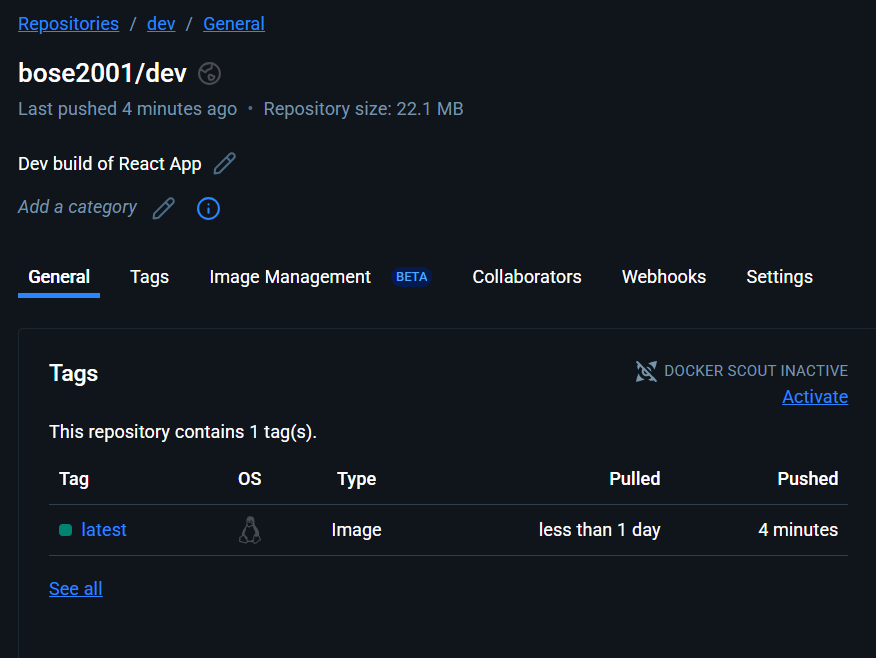 Repositories / dev / General
bose2001/dev
Last pushed 4 minutes ago • Repository size: 22.1 MB
Dev build of React App
Add a category
General Tags Image Management BETA Collaborators Webhooks Settings
Tags
DOCKER SCOUT INACTIVE
Activate
This repository contains 1 tag(s).
Tag OS Type Pulled Pushed
latest Image less than 1 day 4 minutes
See all